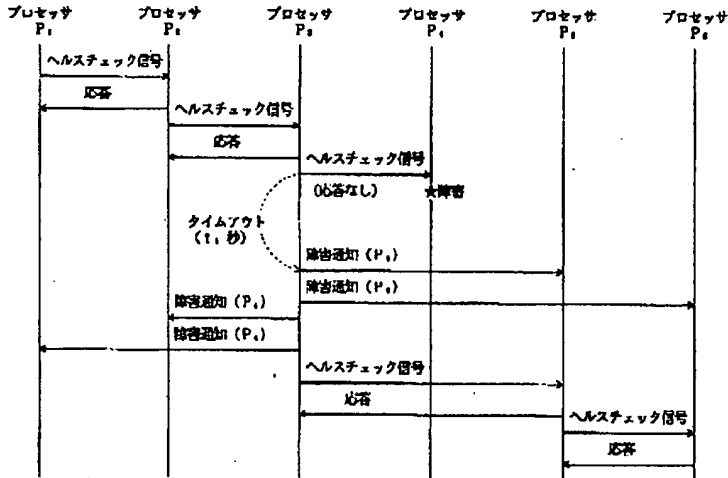 プロセッサ プロセッサ プロセッサ プロセッサ プロセッサ プロセッサ
P₁ P₂ P₃ P₄ P₅ P₆
ヘルスチェック信号
応答
ヘルスチェック信号
応答
ヘルスチェック信号
(応答なし) ★障害
タイムアウト
(t₁秒)
障害通知(P₄)
障害通知(P₄)
障害通知(P₄)
障害通知(P₄)
ヘルスチェック信号
応答
ヘルスチェック信号
応答